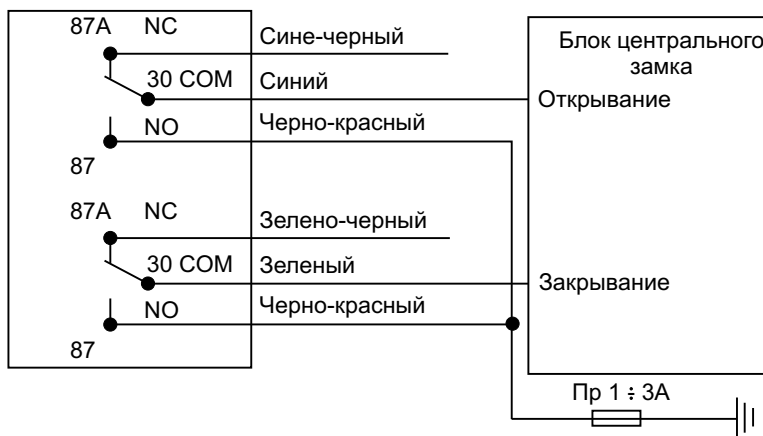 87A NC
Сине-черный
30 COM
Синий
NO
Черно-красный
87
87A NC
Зелено-черный
30 COM
Зеленый
NO
Черно-красный
87
Блок центрального
замка
Открывание
Закрывание
Пр 1 ÷ 3А